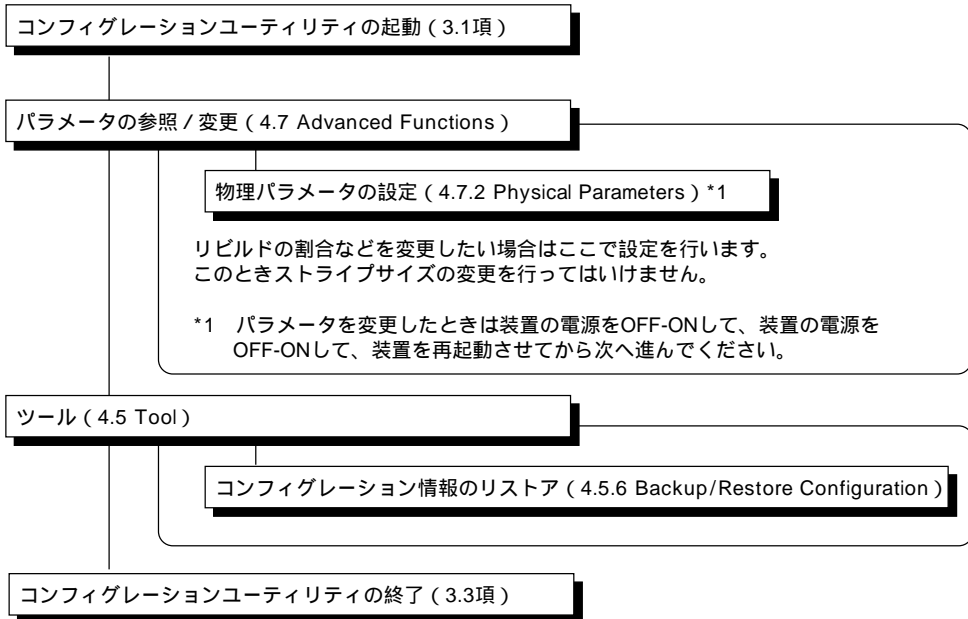 コンフィグレーションユーティリティの起動（3.1項）
パラメータの参照／変更（4.7 Advanced Functions）
物理パラメータの設定（4.7.2 Physical Parameters）*1
リビルドの割合などを変更したい場合はここで設定を行います。
このときストライプサイズの変更を行ってはいけません。
*1　パラメータを変更したときは装置の電源をOFF-ONして、装置の電源を
OFF-ONして、装置を再起動させてから次へ進んでください。
ツール（4.5 Tool）
コンフィグレーション情報のリストア（4.5.6 Backup/Restore Configuration）
コンフィグレーションユーティリティの終了（3.3項）